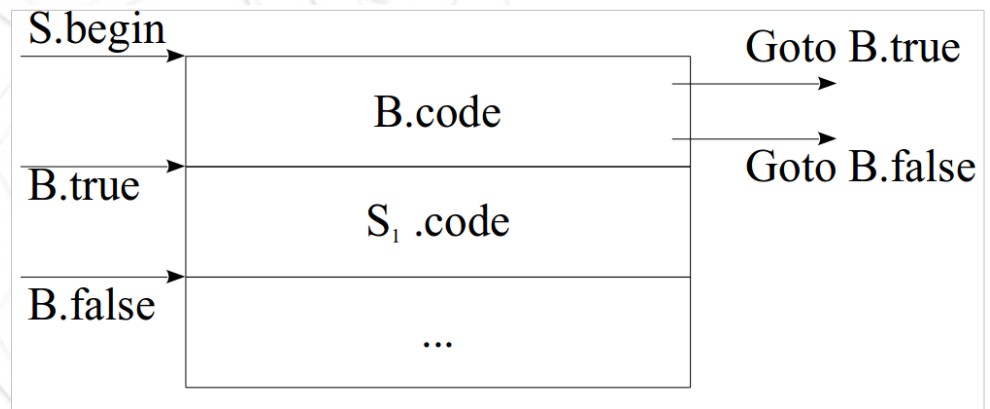 S.begin
Goto B.true
B.code
Goto B.false
B.true
S₁ .code
B.false
...